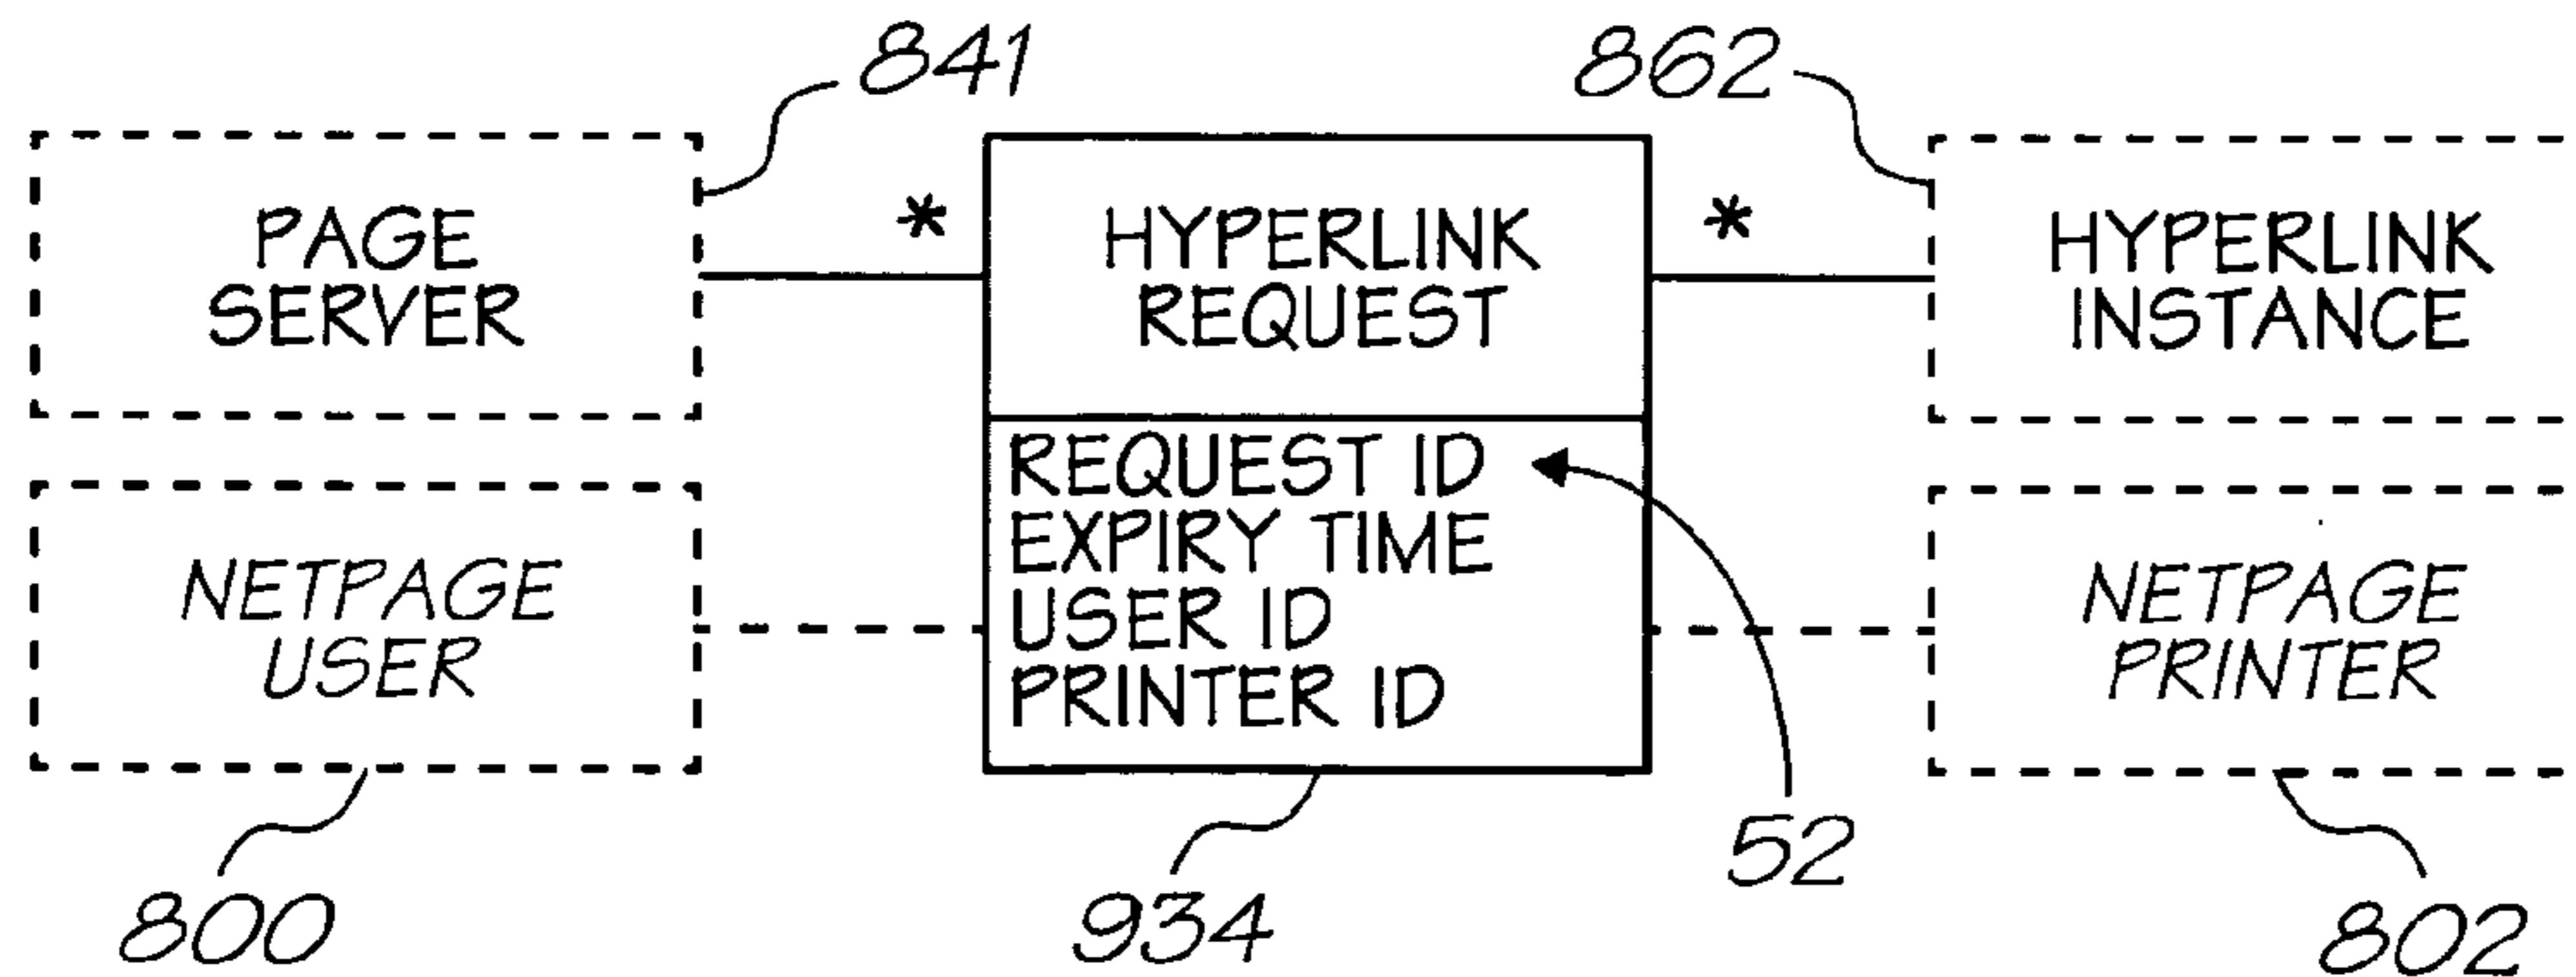 841
862
PAGE
SERVER
*
HYPERLINK
REQUEST
*
HYPERLINK
INSTANCE
REQUEST ID
EXPIRY TIME
USER ID
PRINTER ID
NETPAGE
USER
NETPAGE
PRINTER
52
800
934
802